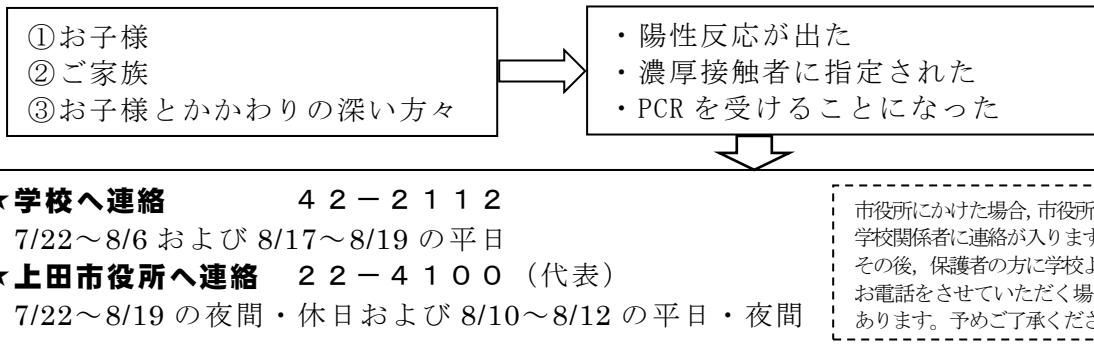 ①お子様
②ご家族
③お子様とかかわりの深い方々
・陽性反応が出た
・濃厚接触者に指定された
・PCRを受けることになった
★学校へ連絡　　　　４２－２１１２
7/22～8/6 および 8/17～8/19 の平日
★上田市役所へ連絡　２２－４１００（代表）
7/22～8/19 の夜間・休日および 8/10～8/12 の平日・夜間
市役所にかけた場合，市役所
学校関係者に連絡が入ります
その後，保護者の方に学校よ
お電話をさせていただく場
あります。予めご了承くださ